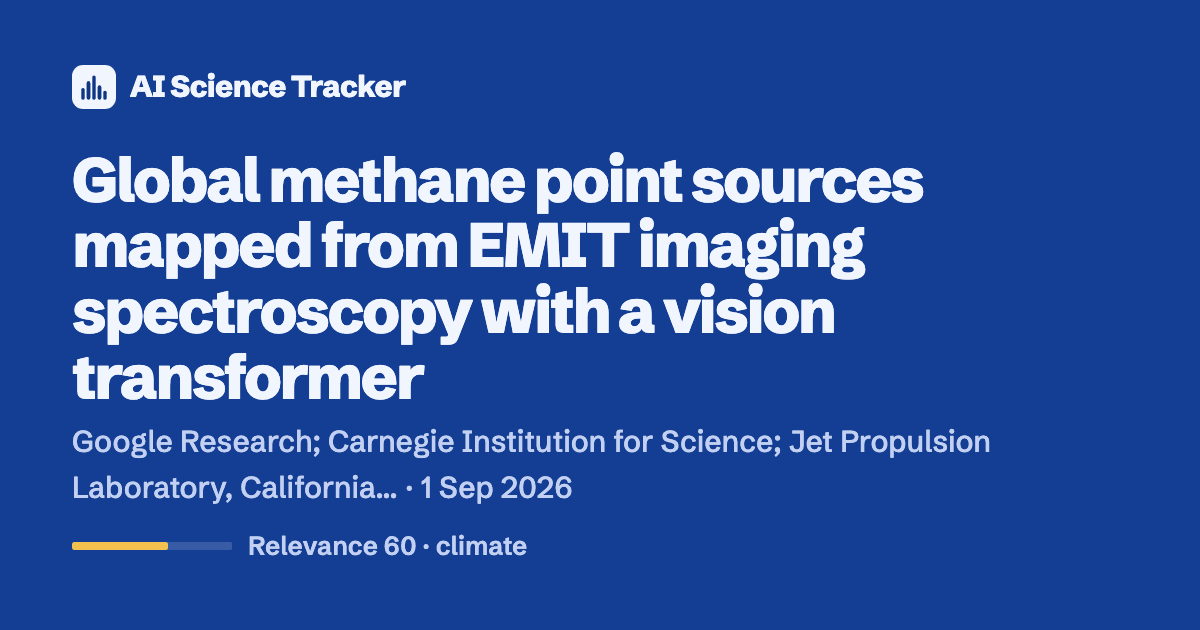 AI Science Tracker
Global methane point sources
mapped from EMIT imaging
spectroscopy with a vision
transformer
Google Research; Carnegie Institution for Science; Jet Propulsion
Laboratory, California... · 1 Sep 2026
Relevance 60 · climate